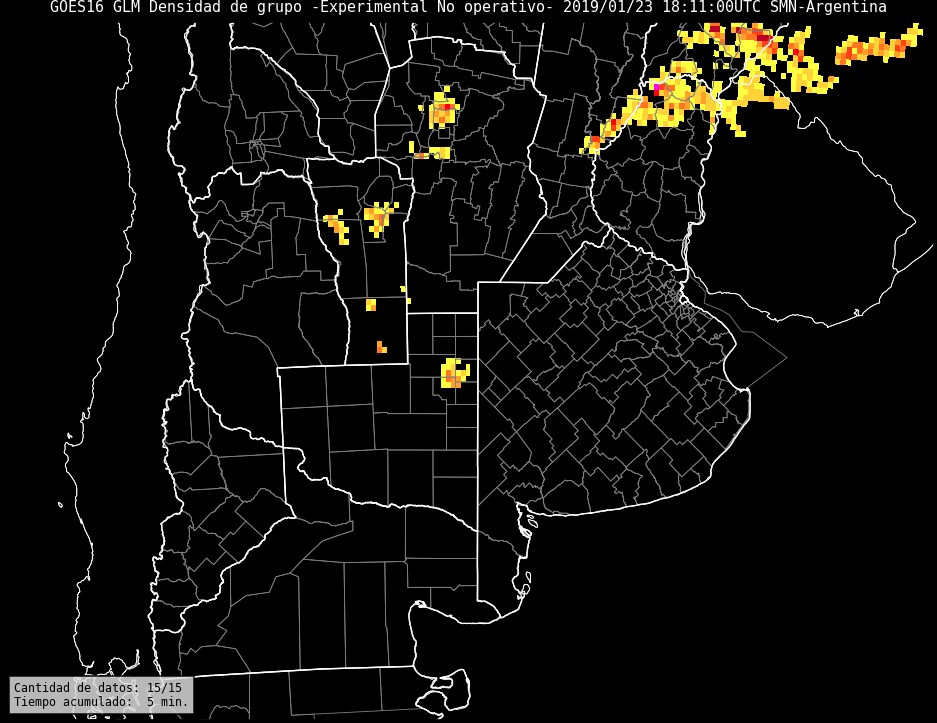 GOES16 GLM Densidad de grupo -Experimental No operativo- 2019/01/23 18:11:00UTC SMN-Argentina
Cantidad de datos: 15/15
Tiempo acumulado:  5 min.